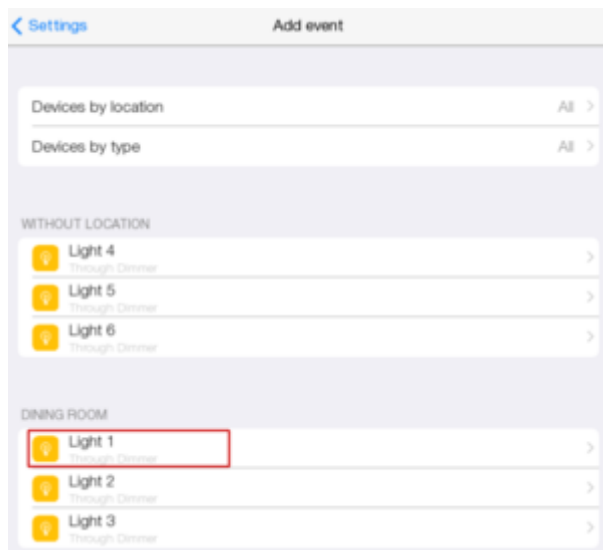 Settings
Add event
Devices by location All
Devices by type All
WITHOUT LOCATION
Light 4
Through Dimmer
Light 5
Through Dimmer
Light 6
Through Dimmer
DINING ROOM
Light 1
Through Dimmer
Light 2
Through Dimmer
Light 3
Through Dimmer